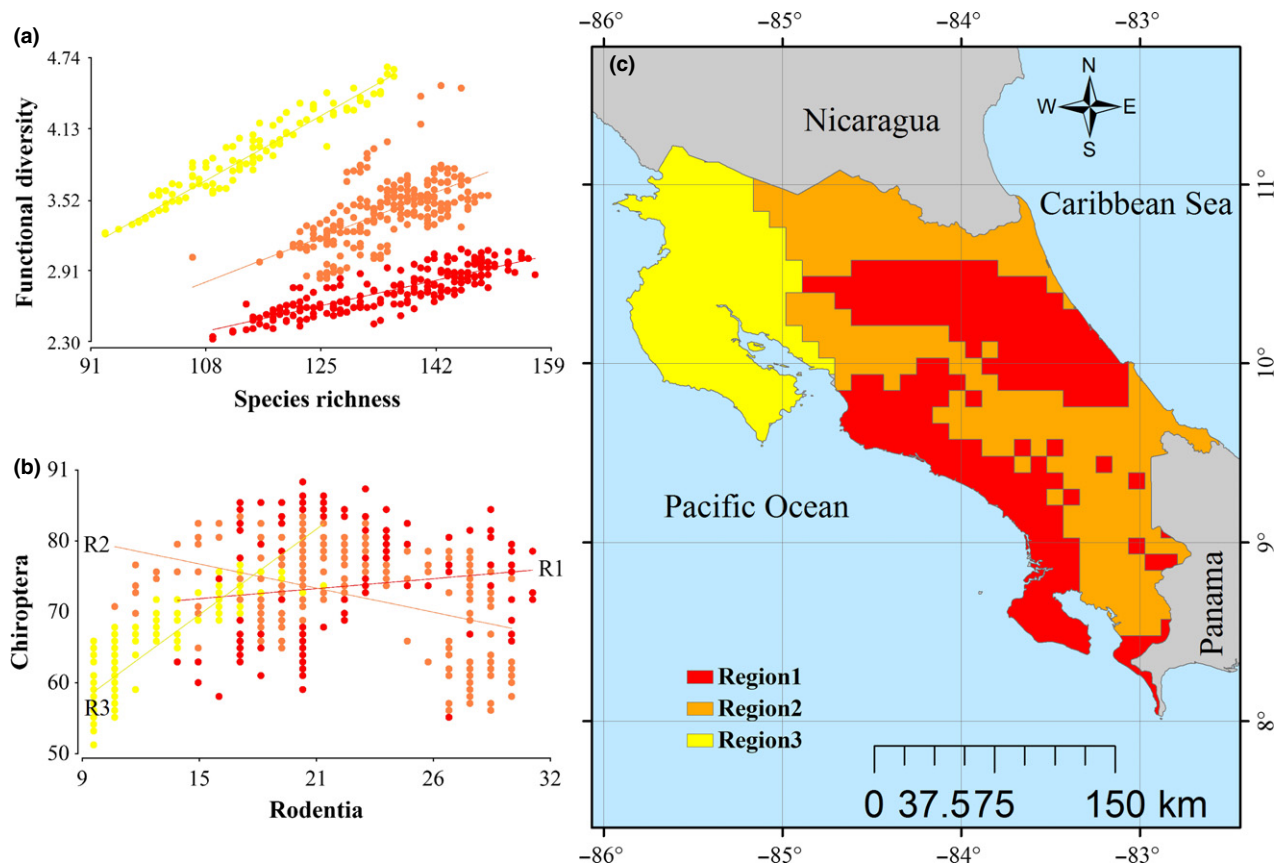 (a)
4.74
4.13
3.52
2.91
2.30
Functional diversity
91 108 125 142 159
Species richness
(b)
91
80
70
60
50
Chiroptera
R2
R1
R3
9 15 21 26 32
Rodentia
−86° −85° −84° −83°
(c)
N
W E
S
Nicaragua
Caribbean Sea
11°
10°
Pacific Ocean
9°
Panama
8°
Region1
Region2
Region3
0 37.575 150 km
−86° −85° −84° −83°